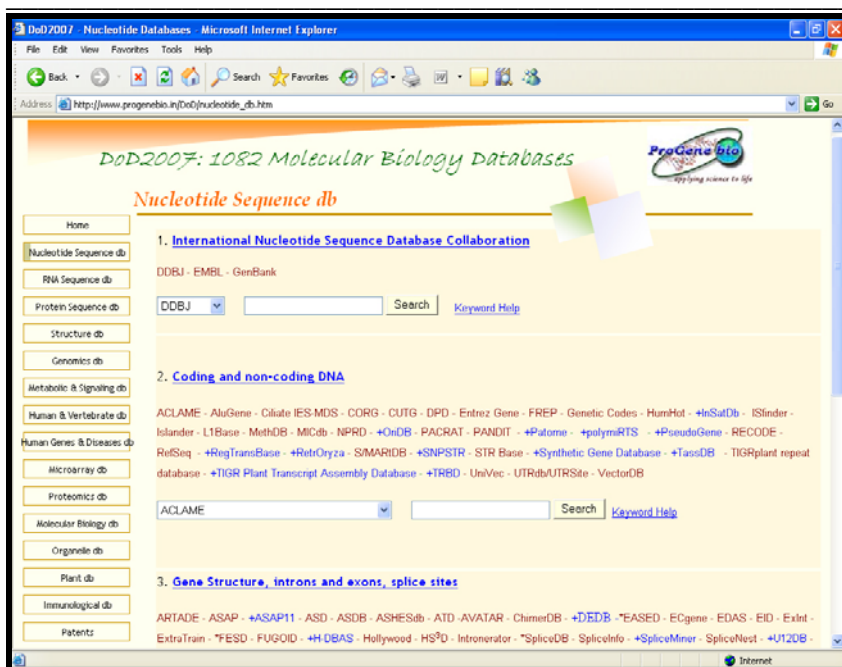 DoD2007 - Nucleotide Databases - Microsoft Internet Explorer
File Edit View Favorites Tools Help
Back Search Favorites
Address http://www.progenebio.in/DoD/nucleotide_db.htm Go
DoD2007: 1082 Molecular Biology Databases
ProGene bio
...applying science to life
Nucleotide Sequence db
Home
Nucleotide Sequence db
RNA Sequence db
Protein Sequence db
Structure db
Genomics db
Metabolic & Signaling db
Human & Vertebrate db
Human Genes & Diseases db
Microarray db
Proteomics db
Molecular Biology db
Organelle db
Plant db
Immunological db
Patents
1. International Nucleotide Sequence Database Collaboration
DDBJ - EMBL - GenBank
DDBJ Search Keyword Help
2. Coding and non-coding DNA
ACLAME - AluGene - Ciliate IES-MDS - CORG - CUTG - DPD - Entrez Gene - FREP - Genetic Codes - HumHot - +InSatDb - ISfinder -
Islander - L1Base - MethDB - MICdb - NPRD - +OnDB - PACRAT - PANDIT - +Patome - +polymiRTS - +PseudoGene - RECODE -
RefSeq - +RegTransBase - +RetrOryza - S/MARtDB - +SNPSTR - STR Base - +Synthetic Gene Database - +TassDB - TIGRplant repeat
database - +TIGR Plant Transcript Assembly Database - +TRBD - UniVec - UTRdb/UTRSite - VectorDB
ACLAME Search Keyword Help
3. Gene Structure, introns and exons, splice sites
ARTADE - ASAP - +ASAP11 - ASD - ASDB - ASHESdb - ATD -AVATAR - ChimerDB - +DEDB -*EASED - ECgene - EDAS - EID - ExInt -
ExtraTrain - *FESD - FUGOID - +H-DBAS - Hollywood - HS³D - Intronerator - *SpliceDB - SpliceInfo - +SpliceMiner - SpliceNest - +U12DB -
Internet